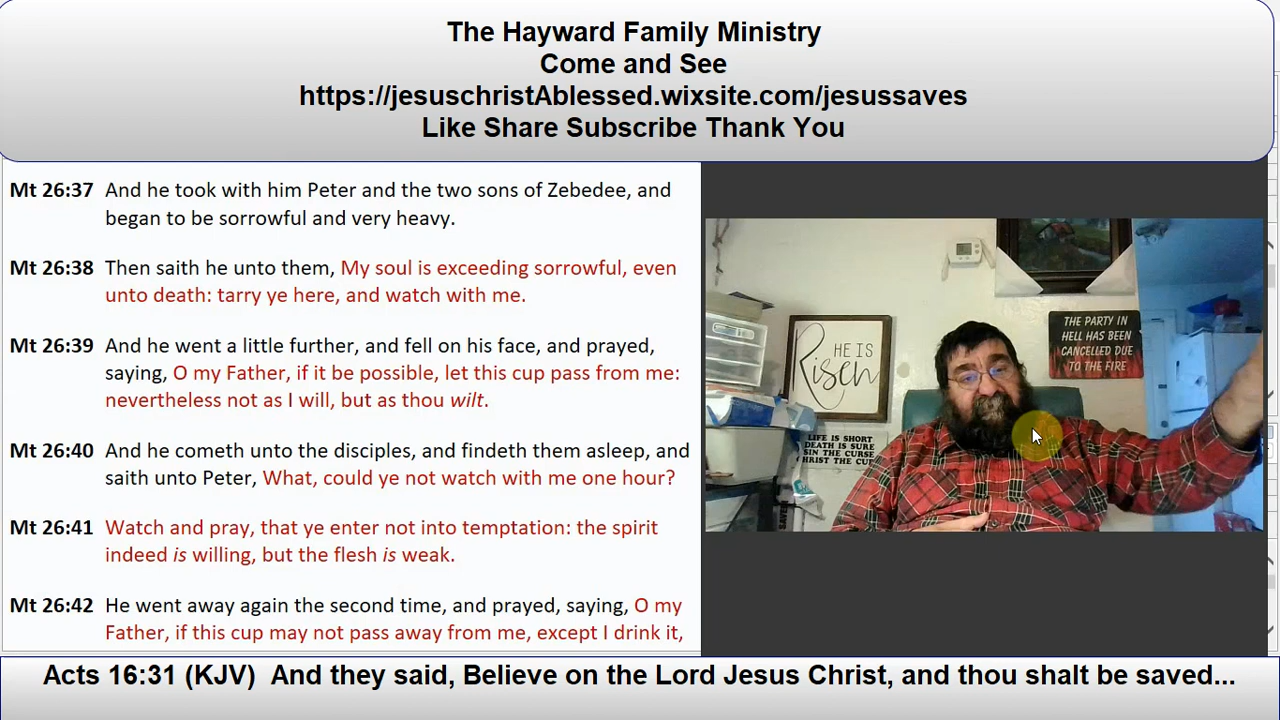 The Hayward Family Ministry
Come and See
https://jesuschristAblessed.wixsite.com/jesussaves
Like Share Subscribe Thank You
Mt 26:37 And he took with him Peter and the two sons of Zebedee, and
began to be sorrowful and very heavy.
Mt 26:38 Then saith he unto them, My soul is exceeding sorrowful, even
unto death: tarry ye here, and watch with me.
Mt 26:39 And he went a little further, and fell on his face, and prayed,
saying, O my Father, if it be possible, let this cup pass from me:
nevertheless not as I will, but as thou wilt.
Mt 26:40 And he cometh unto the disciples, and findeth them asleep, and
saith unto Peter, What, could ye not watch with me one hour?
Mt 26:41 Watch and pray, that ye enter not into temptation: the spirit
indeed is willing, but the flesh is weak.
Mt 26:42 He went away again the second time, and prayed, saying, O my
Father, if this cup may not pass away from me, except I drink it,
HE IS
Risen
THE PARTY IN
HELL HAS BEEN
CANCELLED DUE
TO THE FIRE
LIFE IS SHORT
DEATH IS SURE
SIN THE CURSE
HRIST THE CU
Acts 16:31 (KJV) And they said, Believe on the Lord Jesus Christ, and thou shalt be saved...